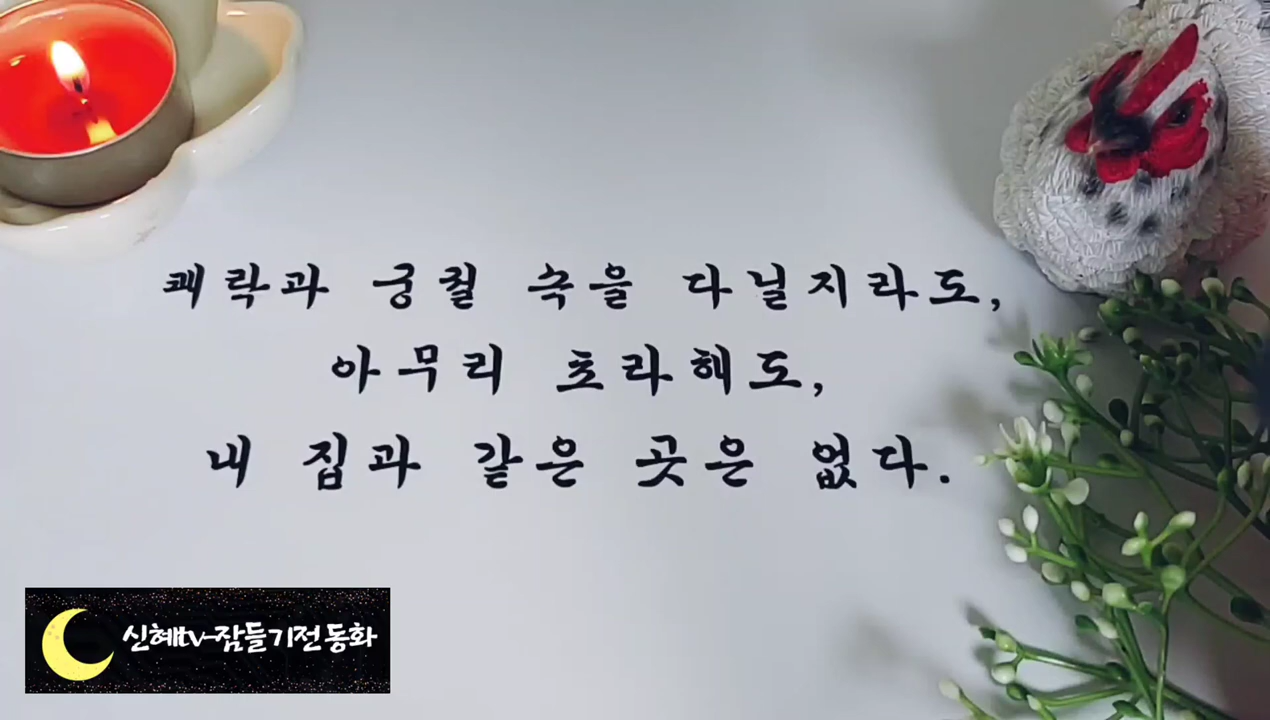 쾌락과 궁궐 속을 다닐지라도,
아무리 초라해도,
내 집과 같은 곳은 없다.
신혜tv-잠들기전 동화